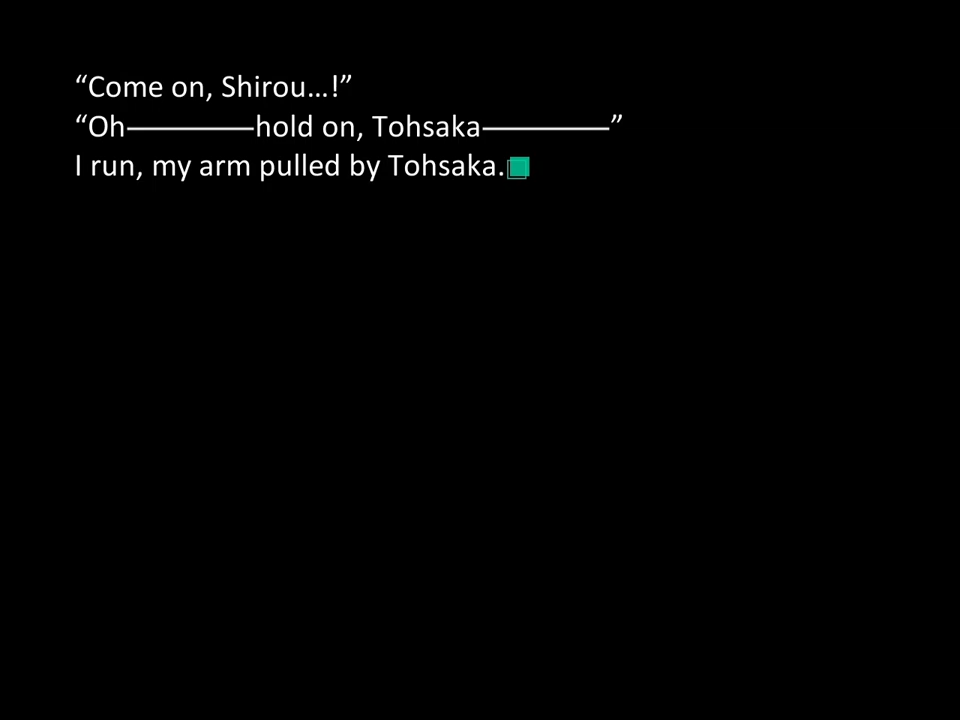 “Come on, Shirou…!”
“Oh————hold on, Tohsaka————”
I run, my arm pulled by Tohsaka.